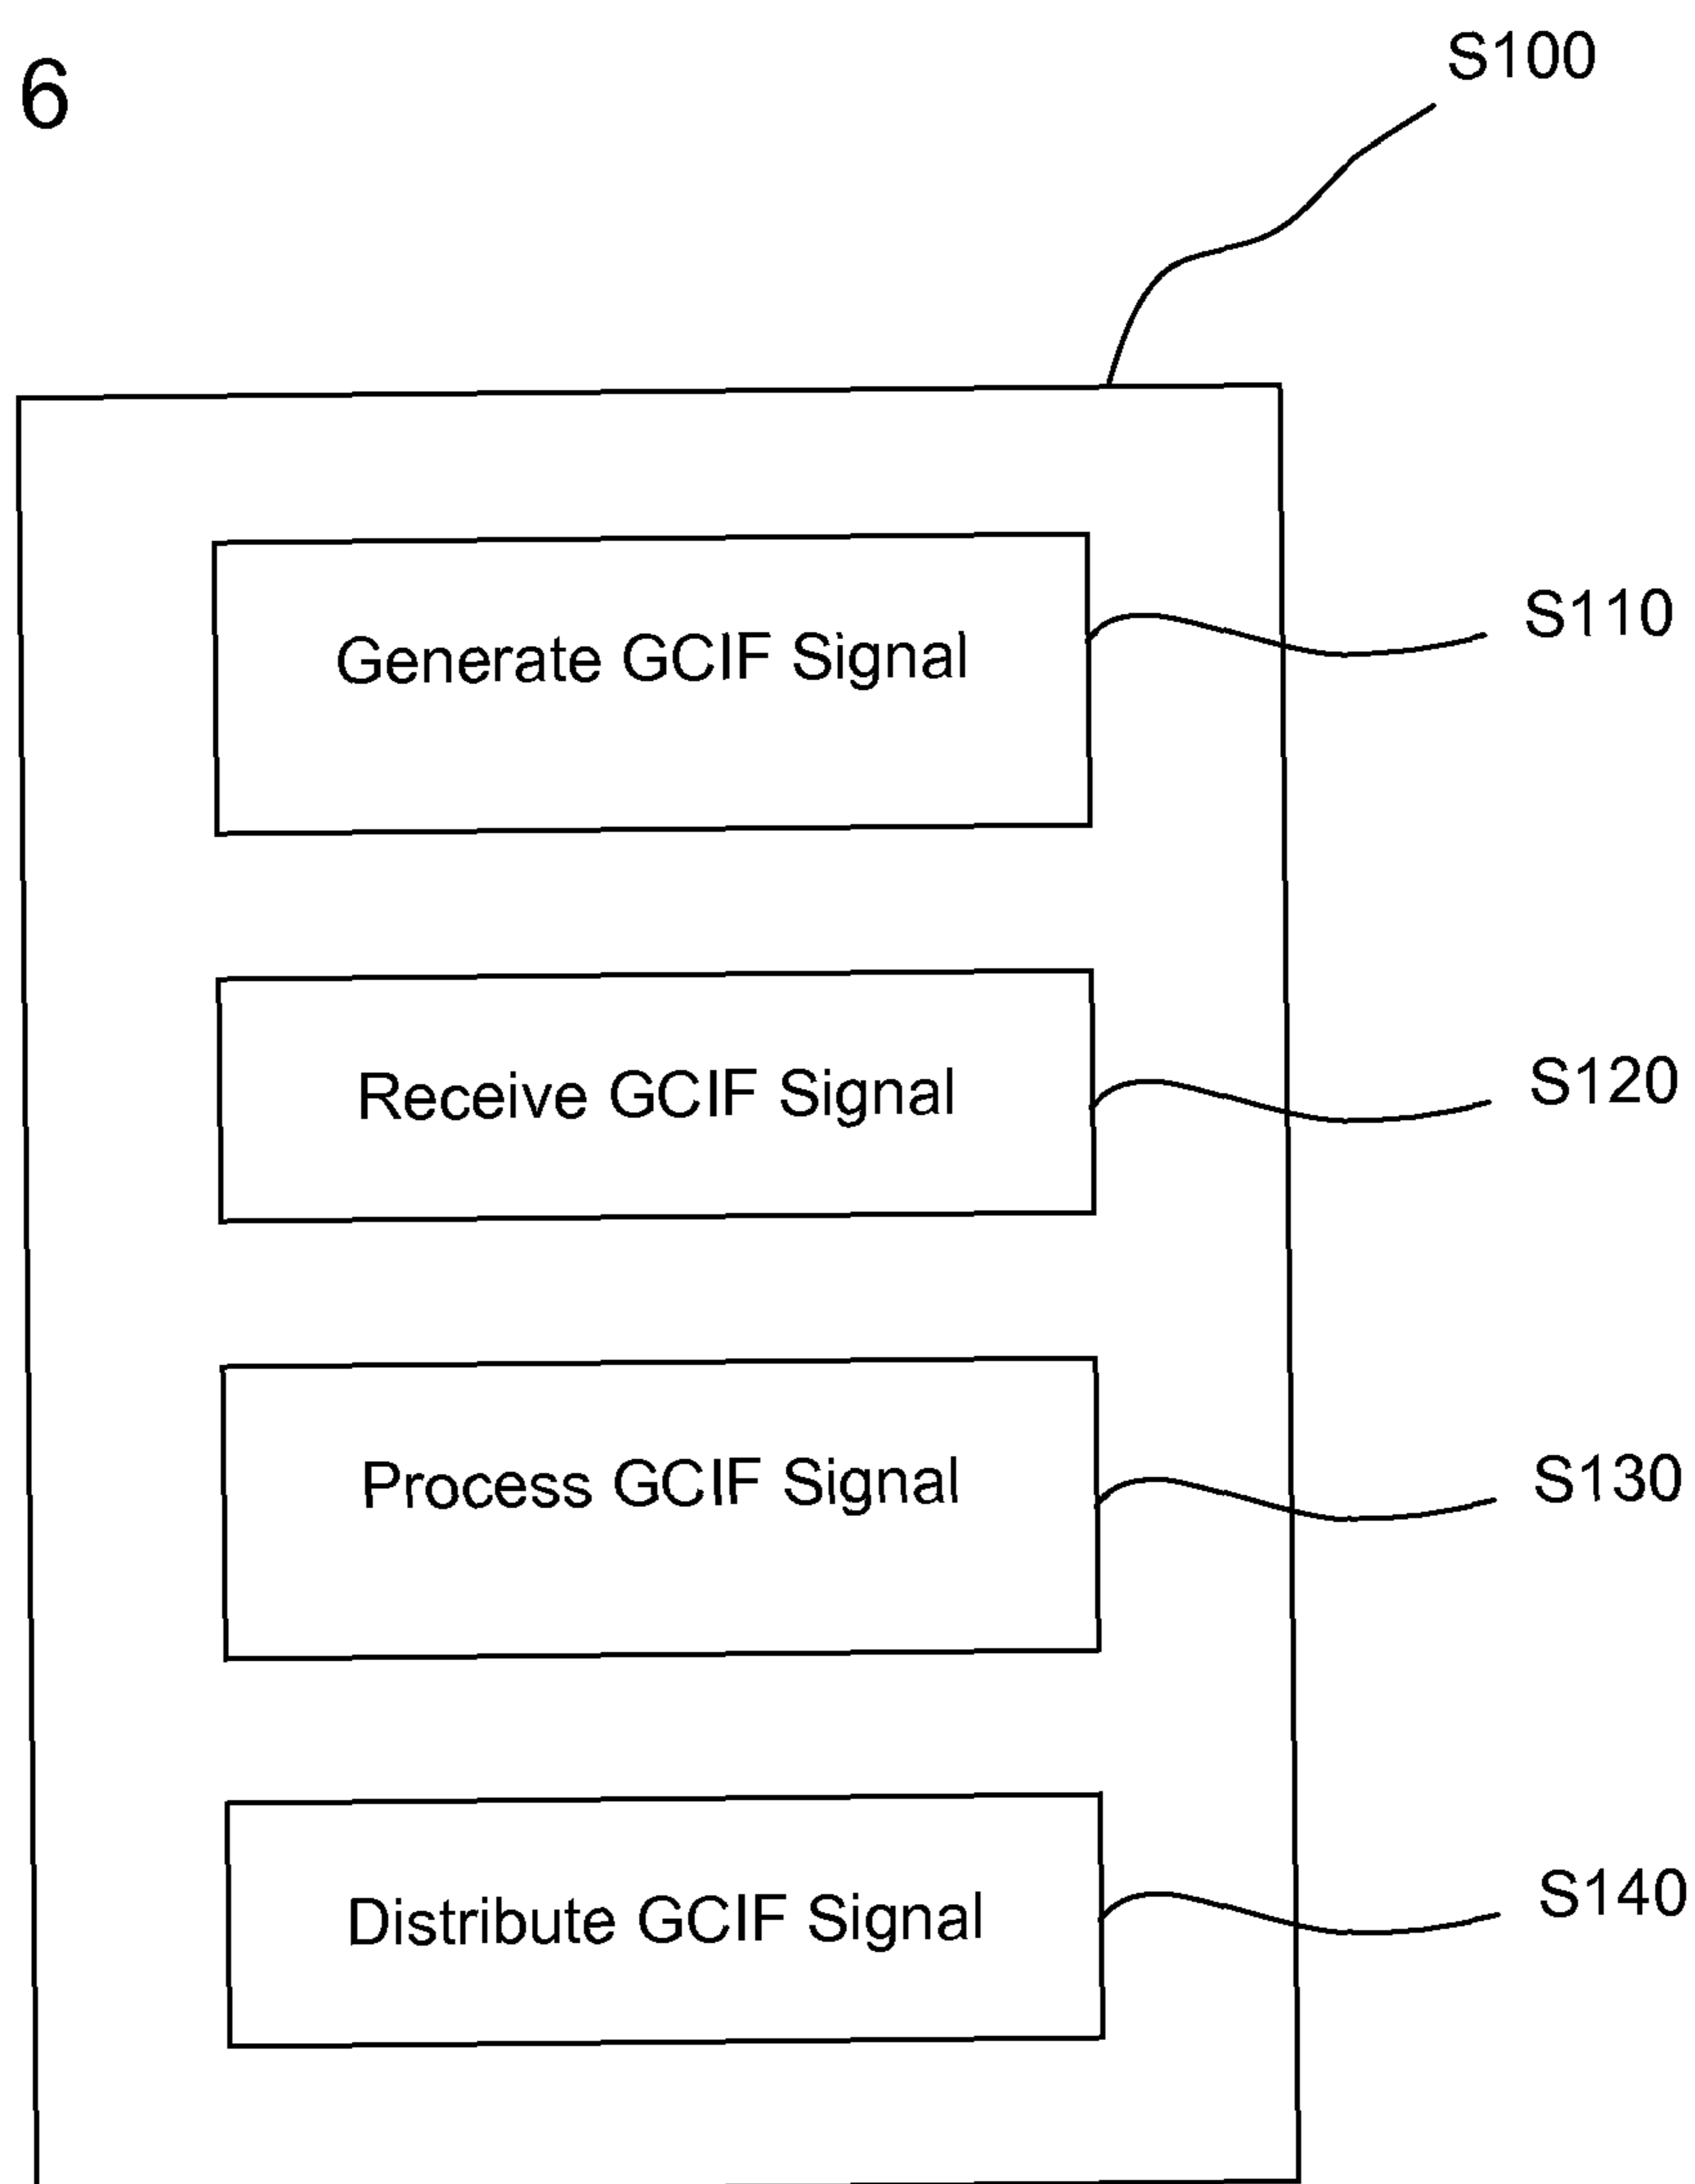 6
S100
Generate GCIF Signal
S110
Receive GCIF Signal
S120
Process GCIF Signal
S130
Distribute GCIF Signal
S140